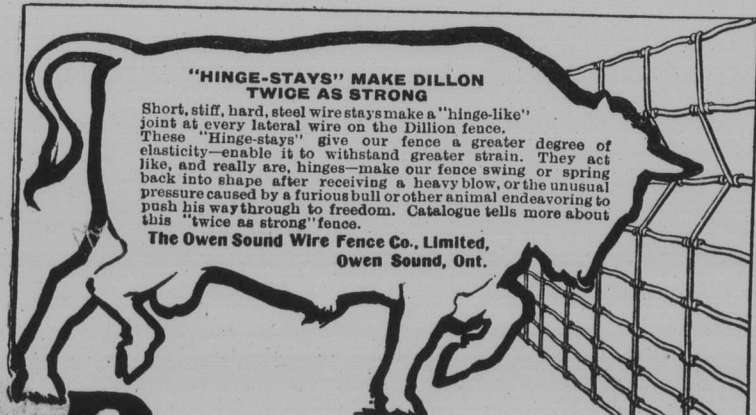 "HINGE-STAYS" MAKE DILLON
TWICE AS STRONG
Short, stiff, hard, steel wire stays make a "hinge-like"
joint at every lateral wire on the Dillion fence.
These "Hinge-stays" give our fence a greater degree of
elasticity—enable it to withstand greater strain. They act
like, and really are, hinges—make our fence swing or spring
back into shape after receiving a heavy blow, or the unusual
pressure caused by a furious bull or other animal endeavoring to
push his way through to freedom. Catalogue tells more about
this "twice as strong" fence.
The Owen Sound Wire Fence Co., Limited,
Owen Sound, Ont.